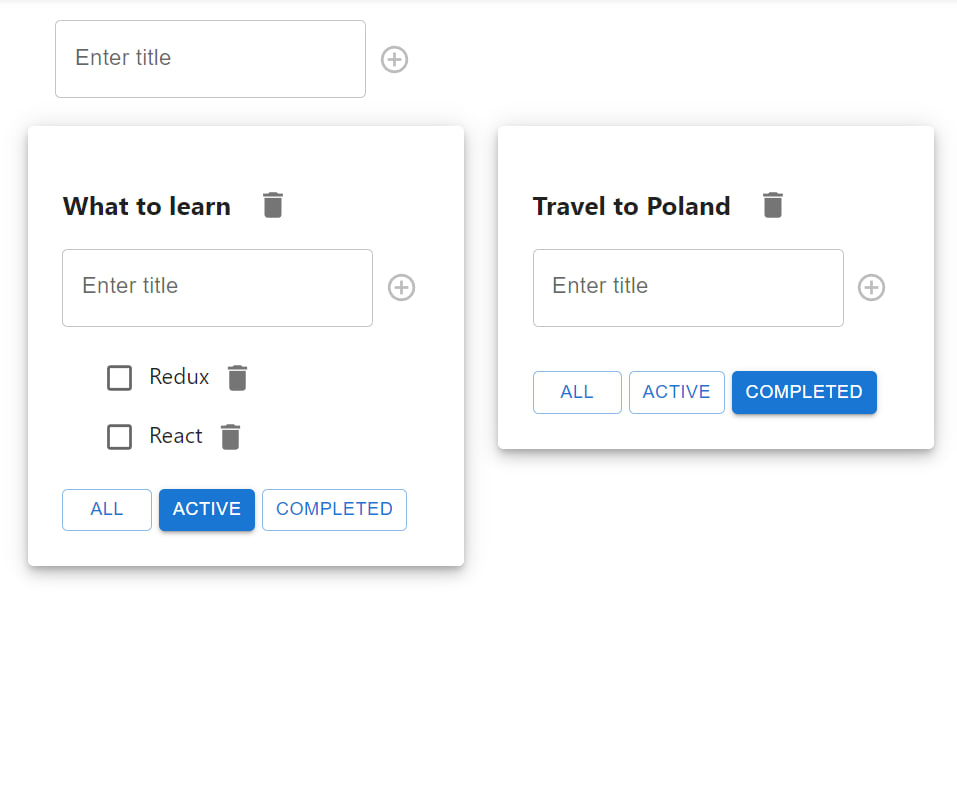 Enter title
What to learn
Enter title
Redux
React
ALL ACTIVE COMPLETED
Travel to Poland
Enter title
ALL ACTIVE COMPLETED